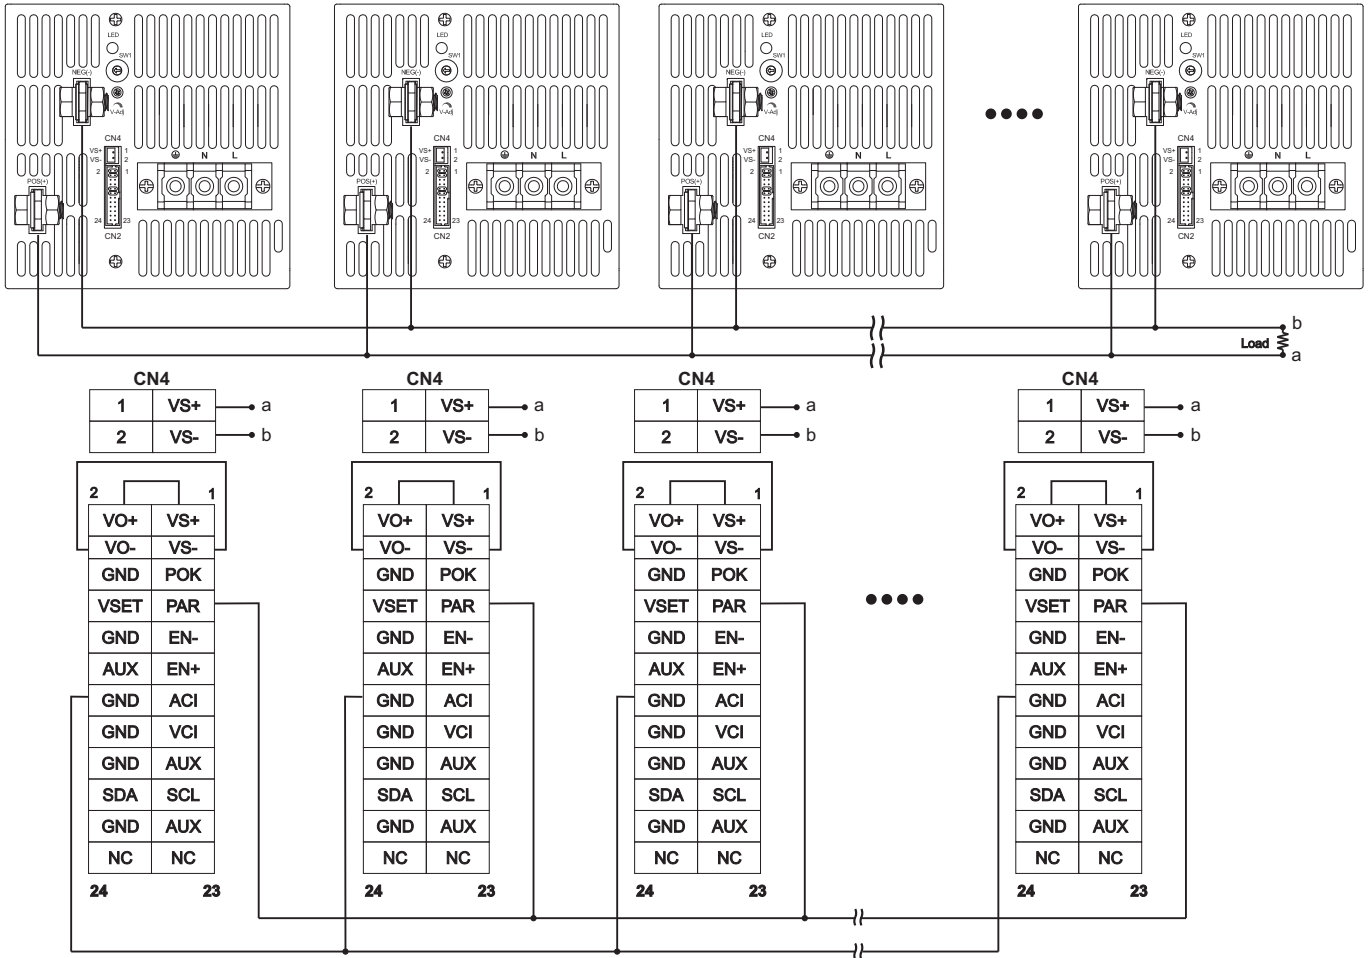 LED LED LED LED
SW1 SW1 SW1 SW1
NEG(-) NEG(-) NEG(-) NEG(-)
V-Adj V-Adj V-Adj V-Adj
CN4 CN4 CN4 CN4
VS+ 1 VS+ 1 VS+ 1 VS+ 1
VS- 2 N L VS- 2 N L VS- 2 N L VS- 2 N L
2 1 2 1 2 1 2 1
POS(+) POS(+) POS(+) POS(+)
24 23 24 23 24 23 24 23
CN2 CN2 CN2 CN2
b
Load
a
CN4 CN4 CN4 CN4
1 VS+ a 1 VS+ a 1 VS+ a 1 VS+ a
2 VS- b 2 VS- b 2 VS- b 2 VS- b
2 1 2 1 2 1 2 1
VO+ VS+ VO+ VS+ VO+ VS+ VO+ VS+
VO- VS- VO- VS- VO- VS- VO- VS-
GND POK GND POK GND POK GND POK
VSET PAR VSET PAR VSET PAR VSET PAR
GND EN- GND EN- GND EN- GND EN-
AUX EN+ AUX EN+ AUX EN+ AUX EN+
GND ACI GND ACI GND ACI GND ACI
GND VCI GND VCI GND VCI GND VCI
GND AUX GND AUX GND AUX GND AUX
SDA SCL SDA SCL SDA SCL SDA SCL
GND AUX GND AUX GND AUX GND AUX
NC NC NC NC NC NC NC NC
24 23 24 23 24 23 24 23